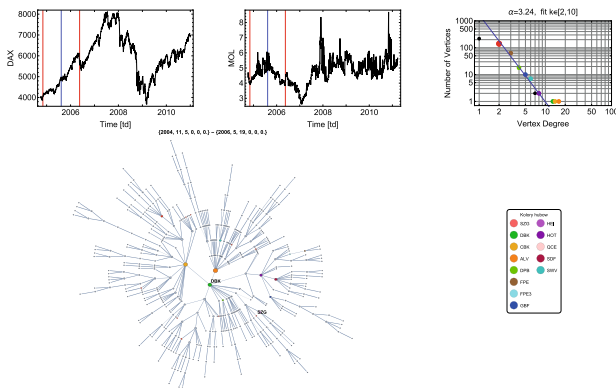 α=3.24, fit k∈[2,10]
8000
7000
6000
5000
4000
DAX
2006
2008
2010
Time [td]
8
7
6
5
4
3
MOL
2006
2008
2010
Time [td]
1000
500
100
50
10
5
1
Number of Vertices
1
2
5
10
20
50
100
Vertex Degree
{2004, 11, 5, 0, 0, 0.} – {2006, 5, 19, 0, 0, 0.}
DBK
SZG
Kolory hubow
SZG
DBK
CBK
ALV
DPB
FPE
FPE3
GBF
HOT
QCE
SDF
SWV